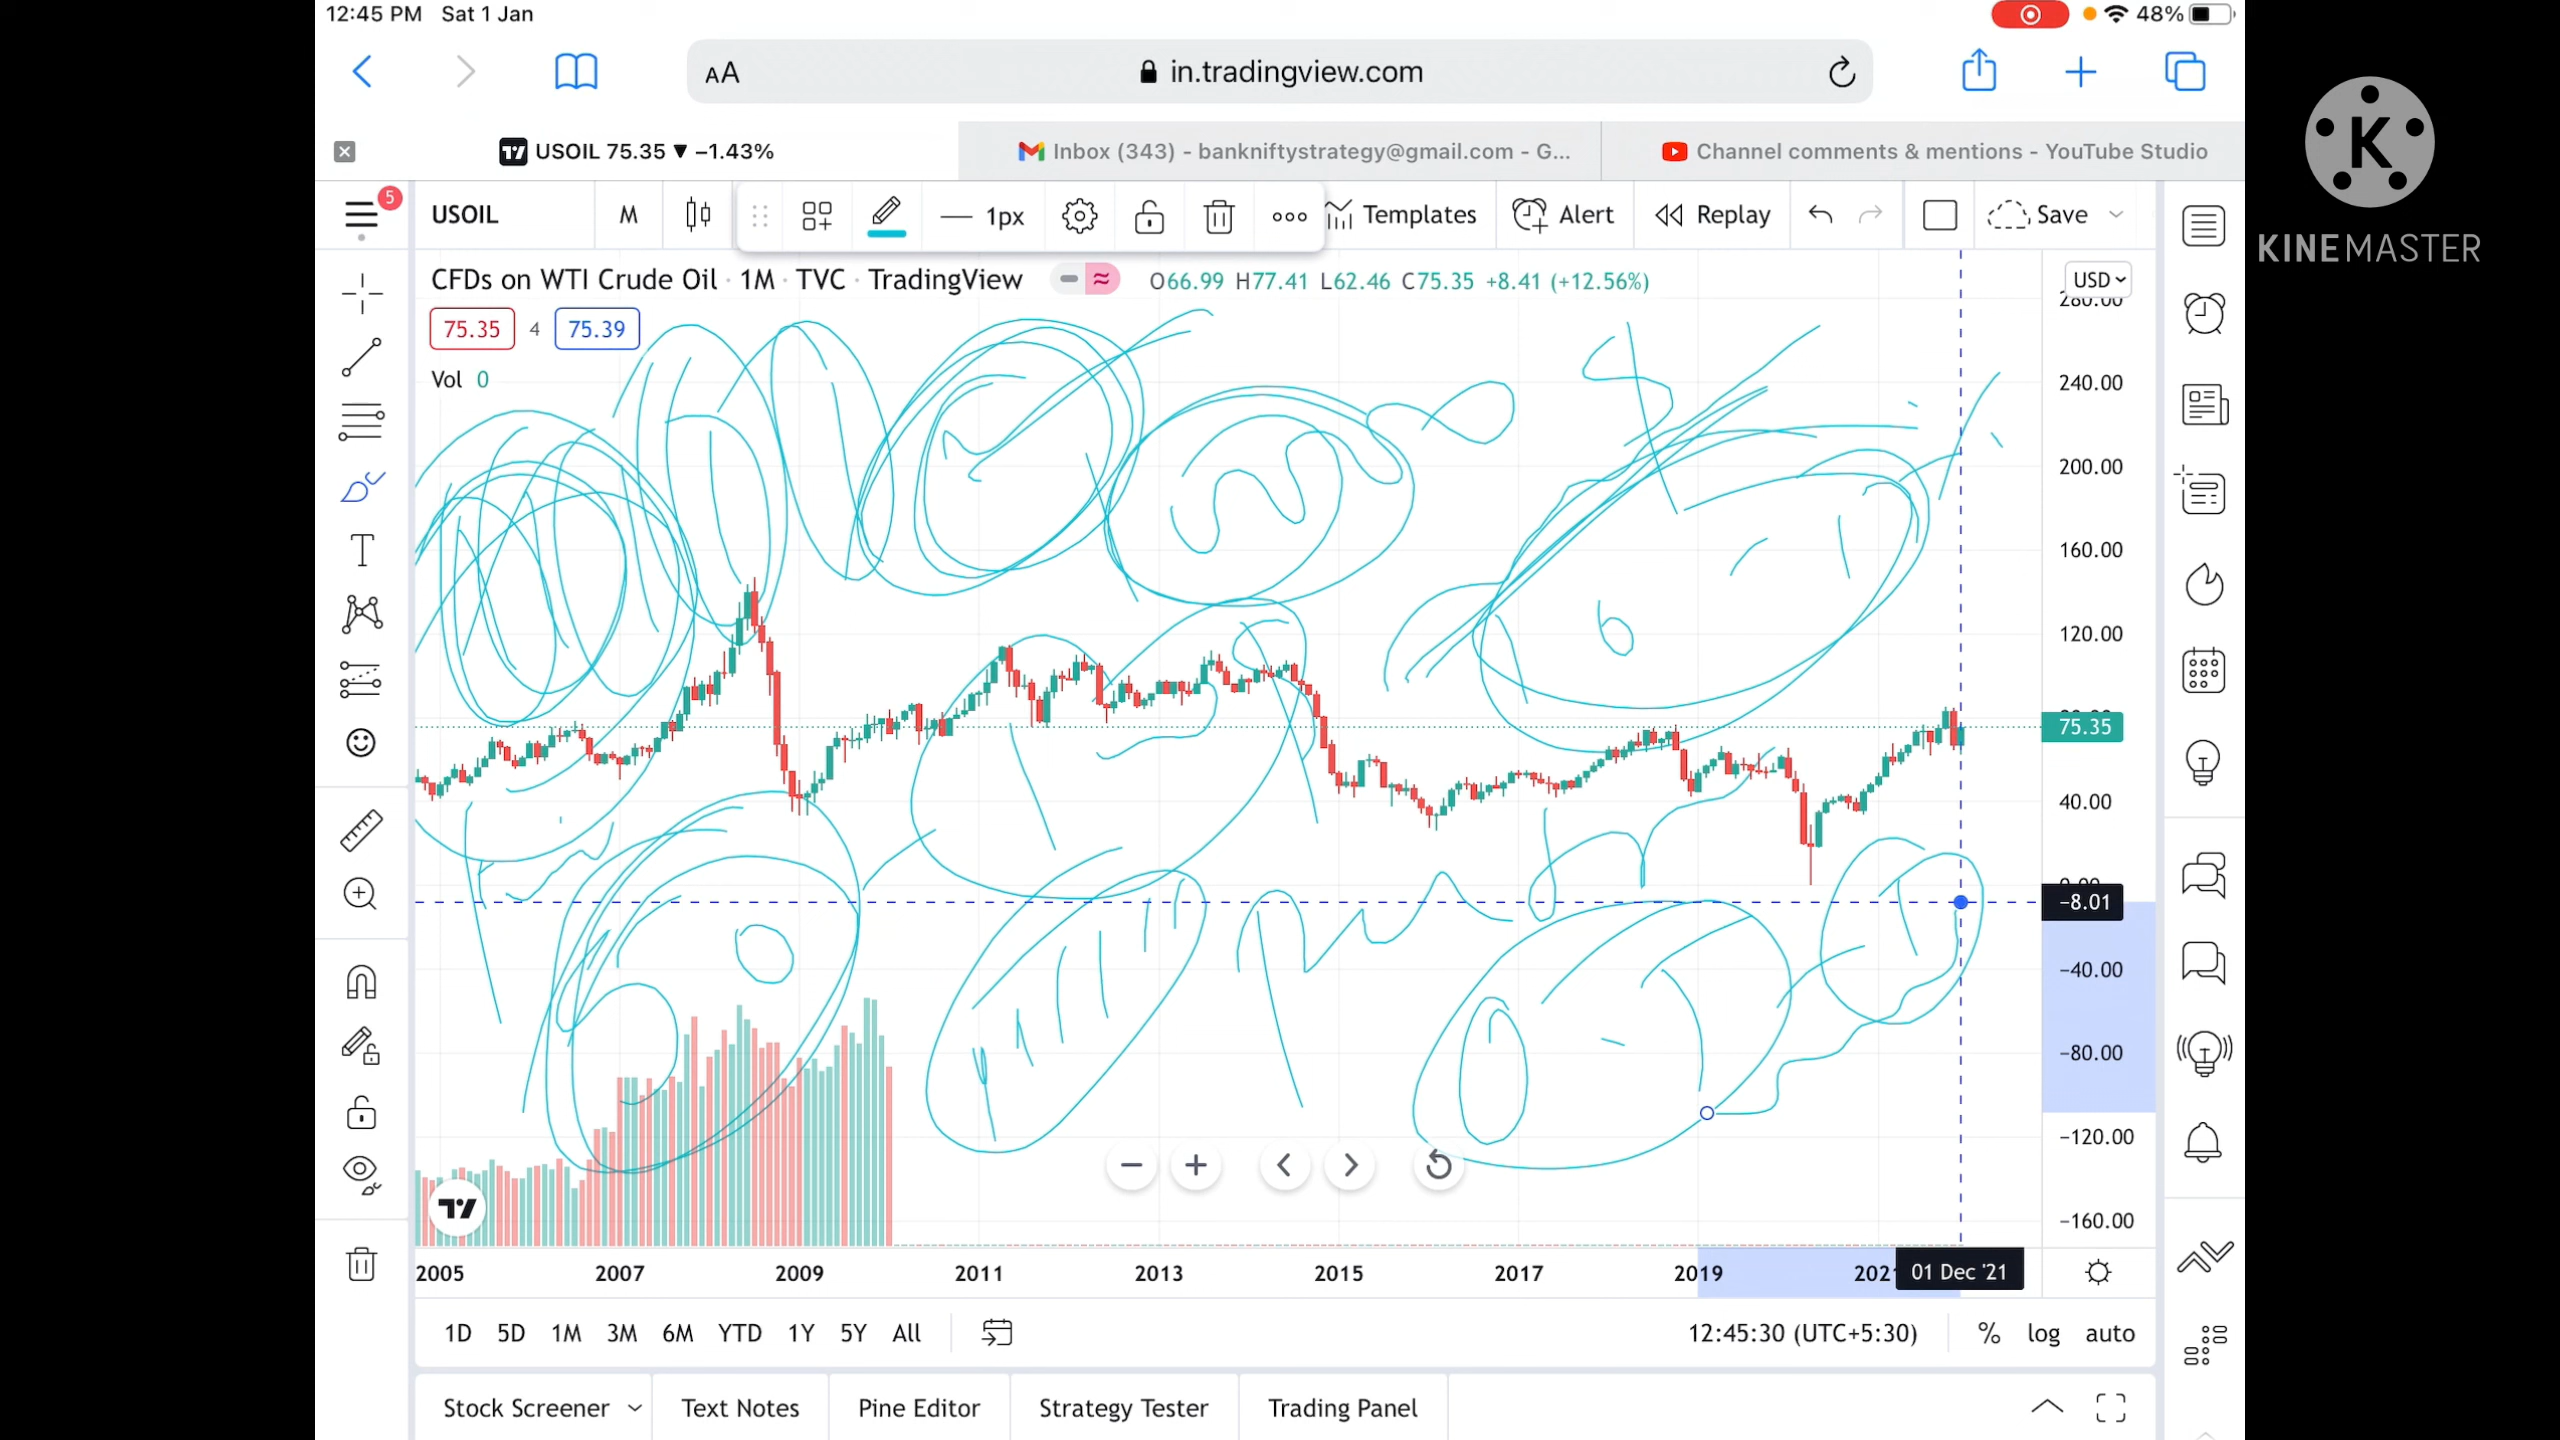 12:45 PM Sat 1 Jan
48%
AA
in.tradingview.com
USOIL 75.35 ▼ −1.43%
Inbox (343) - bankniftystrategy@gmail.com - G...
Channel comments & mentions - YouTube Studio
K
KINEMASTER
5
USOIL
M
1px
Templates
Alert
Replay
Save
CFDs on WTI Crude Oil · 1M · TVC · TradingView
O66.99 H77.41 L62.46 C75.35 +8.41 (+12.56%)
USD
280.00
75.35 4 75.39
Vol 0
240.00
200.00
160.00
120.00
75.35
40.00
−8.01
−40.00
−80.00
−120.00
−160.00
2005 2007 2009 2011 2013 2015 2017 2019 01 Dec '21
1D 5D 1M 3M 6M YTD 1Y 5Y All
12:45:30 (UTC+5:30)
% log auto
Stock Screener
Text Notes
Pine Editor
Strategy Tester
Trading Panel